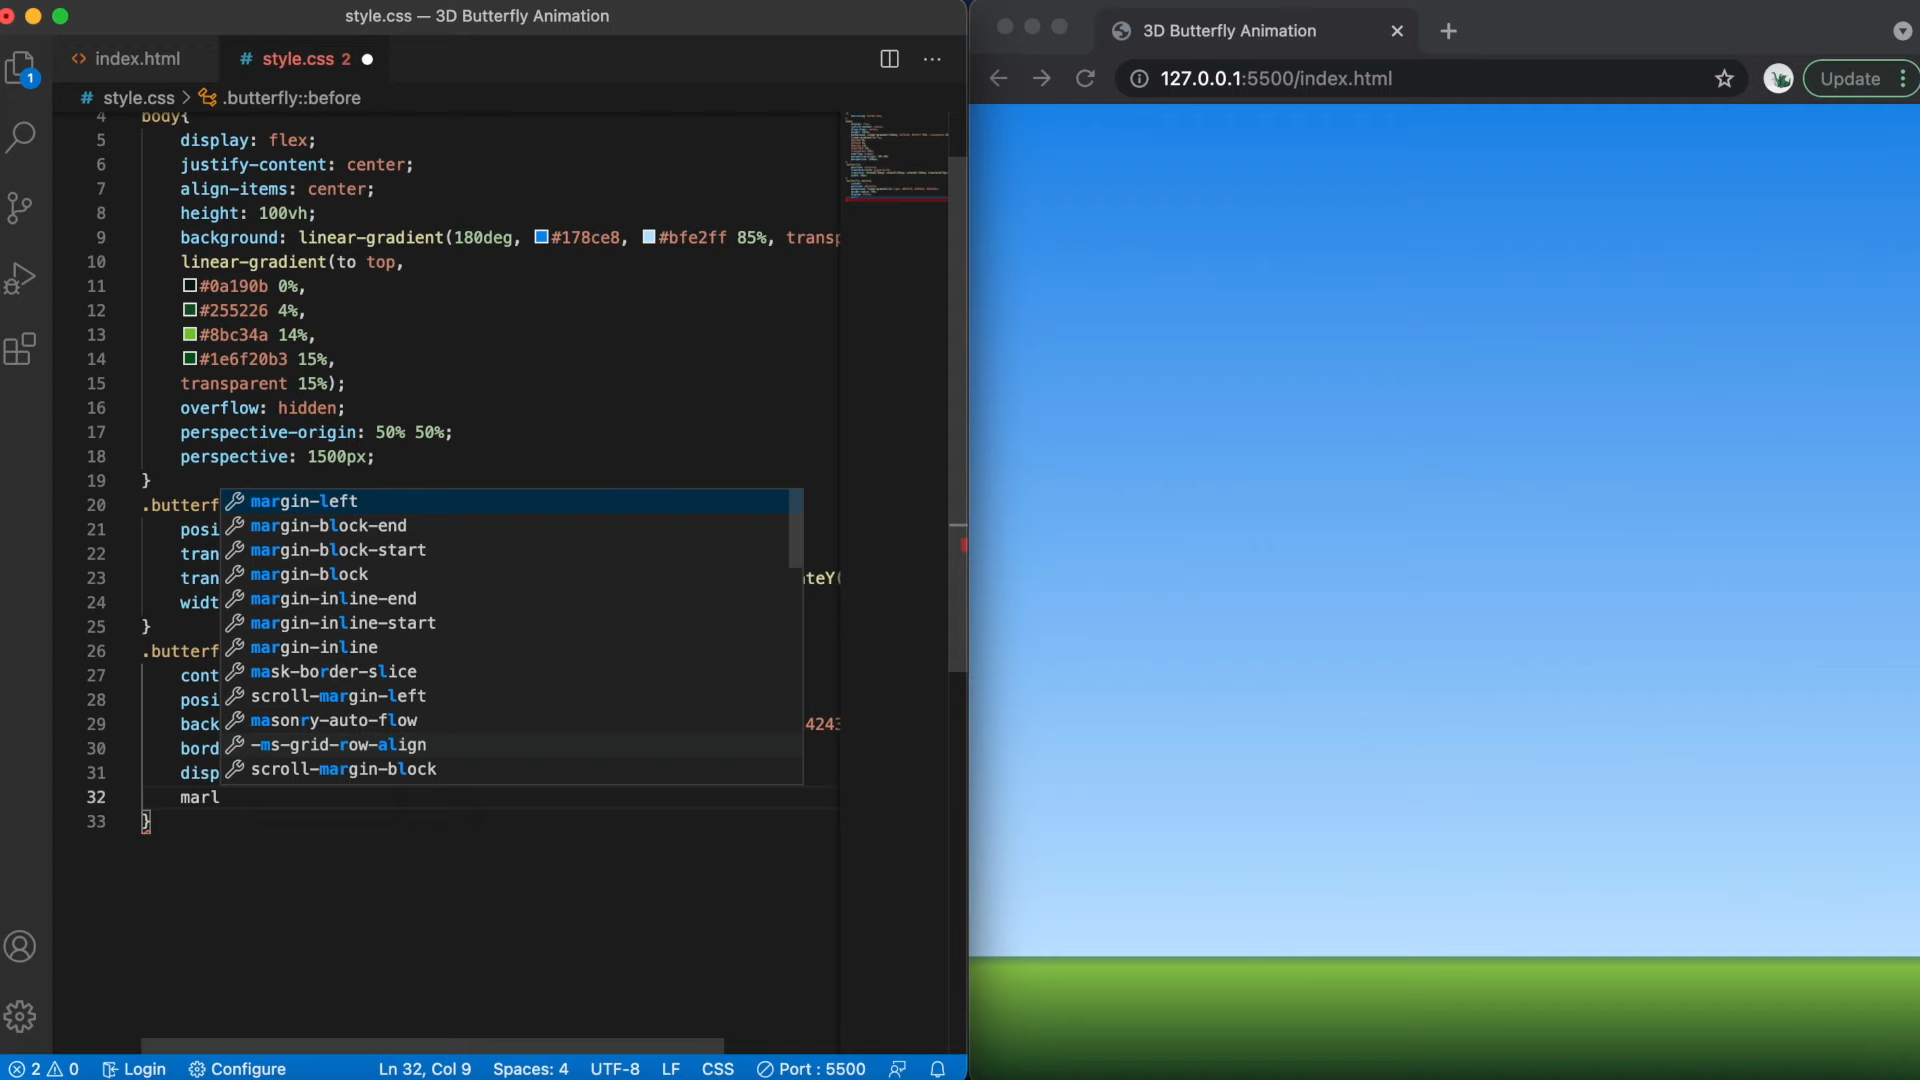 style.css — 3D Butterfly Animation
index.html
# style.css 2
# style.css > .butterfly::before
1
4 body{
5 display: flex;
6 justify-content: center;
7 align-items: center;
8 height: 100vh;
9 background: linear-gradient(180deg, #178ce8, #bfe2ff 85%, transp
10 linear-gradient(to top,
11 #0a190b 0%,
12 #255226 4%,
13 #8bc34a 14%,
14 #1e6f20b3 15%,
15 transparent 15%);
16 overflow: hidden;
17 perspective-origin: 50% 50%;
18 perspective: 1500px;
19 }
20 .butterf
margin-left
21 posi
margin-block-end
22 tran
margin-block-start
23 tran
margin-block
teY(
24 widt
margin-inline-end
25 }
margin-inline-start
26 .butterf
margin-inline
27 cont
mask-border-slice
28 posi
scroll-margin-left
29 back
masonry-auto-flow
4243
30 bord
-ms-grid-row-align
31 disp
scroll-margin-block
32 marl
33 }
2 0 Login Configure Ln 32, Col 9 Spaces: 4 UTF-8 LF CSS Port : 5500
3D Butterfly Animation
127.0.0.1:5500/index.html
Update